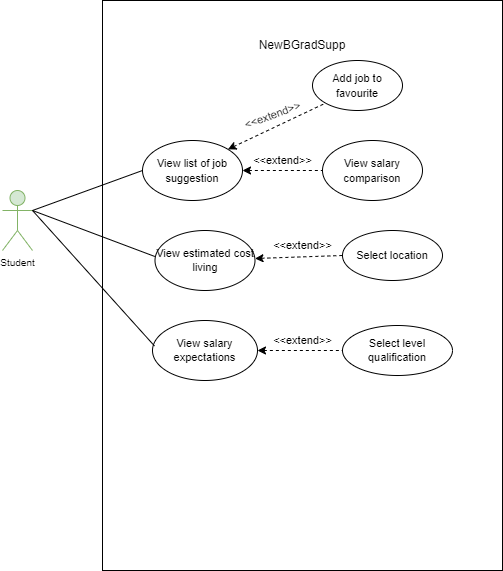 NewBGradSupp
Add job to
favourite
<<extend>>
View list of job
suggestion
<<extend>>
View salary
comparison
Student
View estimated cost
living
<<extend>>
Select location
View salary
expectations
<<extend>>
Select level
qualification